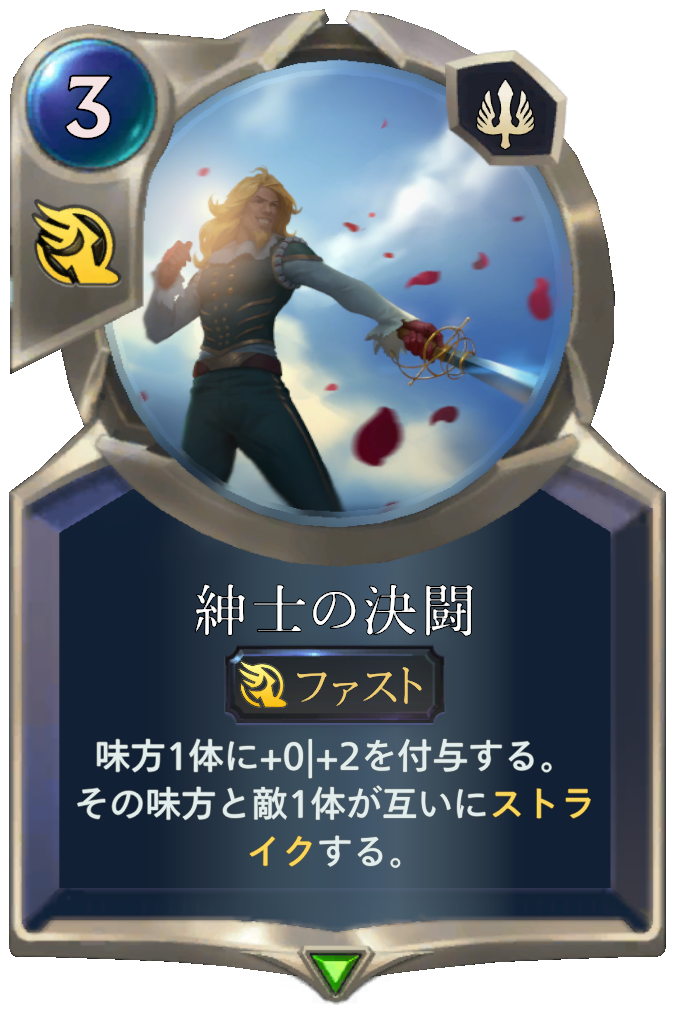 3
紳士の決闘
ファスト
味方1体に+0|+2を付与する。
その味方と敵1体が互いにストラ
イクする。